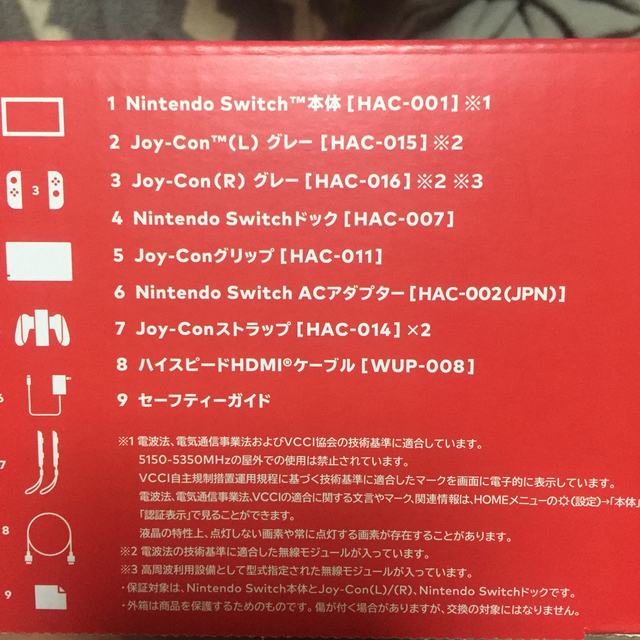 1 Nintendo Switch™本体 [HAC-001] ※1
2 Joy-Con™(L) グレー [HAC-015] ※2
3 Joy-Con(R) グレー [HAC-016] ※2 ※3
4 Nintendo Switchドック [HAC-007]
5 Joy-Conグリップ [HAC-011]
6 Nintendo Switch ACアダプター [HAC-002(JPN)]
7 Joy-Conストラップ [HAC-014] ×2
8 ハイスピードHDMI®ケーブル [WUP-008]
9 セーフティーガイド
3
6
7
8
9
※1 電波法、電気通信事業法およびVCCI協会の技術基準に適合しています。
5150-5350MHzの屋外での使用は禁止されています。
VCCI自主規制措置運用規程に基づく技術基準に適合したマークを画面に電子的に表示しています。
電波法、電気通信事業法、VCCIの適合に関する文言やマーク、関連情報は、HOMEメニューの(設定)→「本体」
「認証表示」で見ることができます。
液晶の特性上、点灯しない画素や常に点灯する画素が存在することがあります。
※2 電波法の技術基準に適合した無線モジュールが入っています。
※3 高周波利用設備として型式指定された無線モジュールが入っています。
・保証対象は、Nintendo Switch本体とJoy-Con(L)/(R)、Nintendo Switchドックです。
・外箱は商品を保護するためのものです。傷が付く場合がありますが、交換の対象にはなりません。